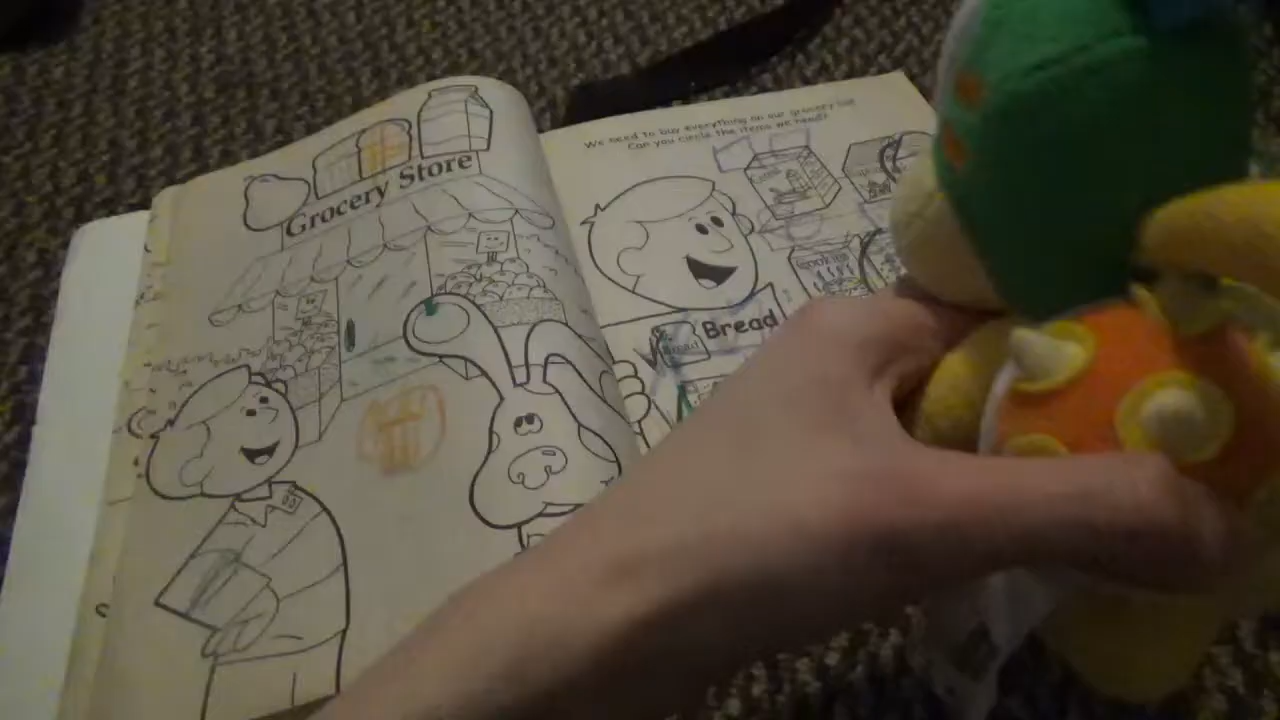 Grocery Store
We need to buy everything on our grocery list
Can you circle the items we need?
Bread
Bread